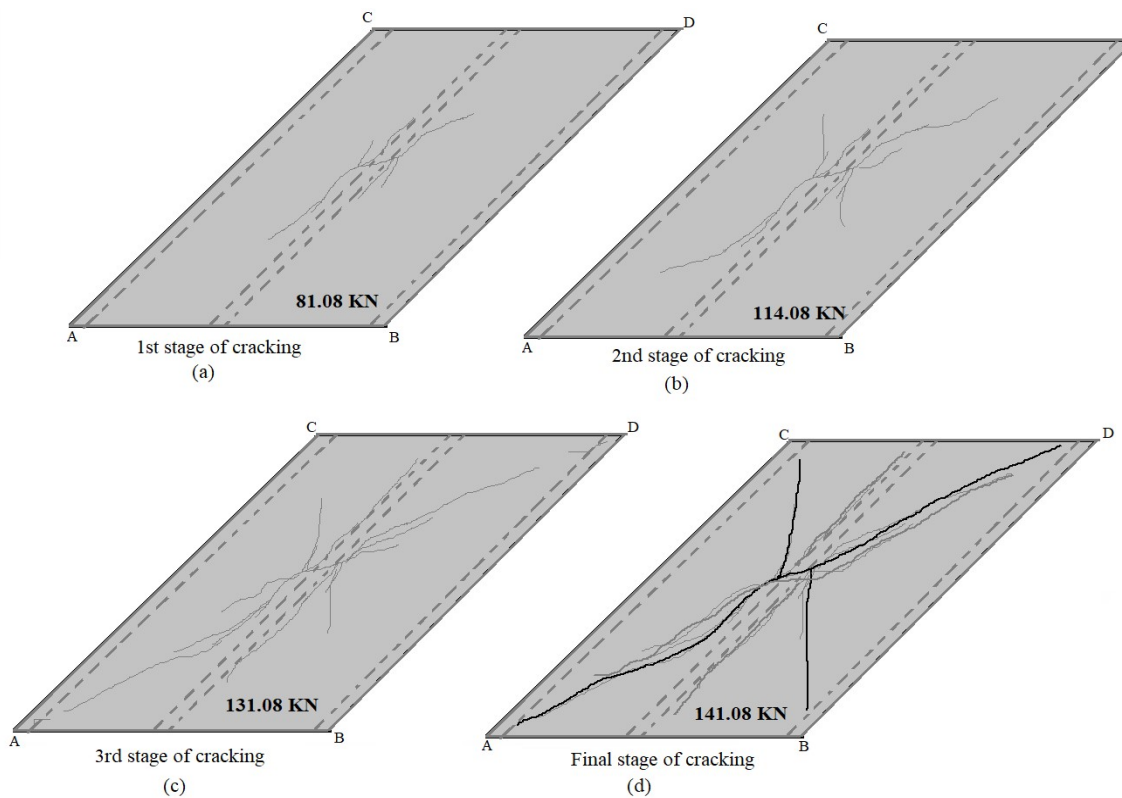 C
D
81.08 KN
A
B
1st stage of cracking
(a)
C
114.08 KN
A
B
2nd stage of cracking
(b)
C
D
131.08 KN
A
B
3rd stage of cracking
(c)
C
D
141.08 KN
A
B
Final stage of cracking
(d)